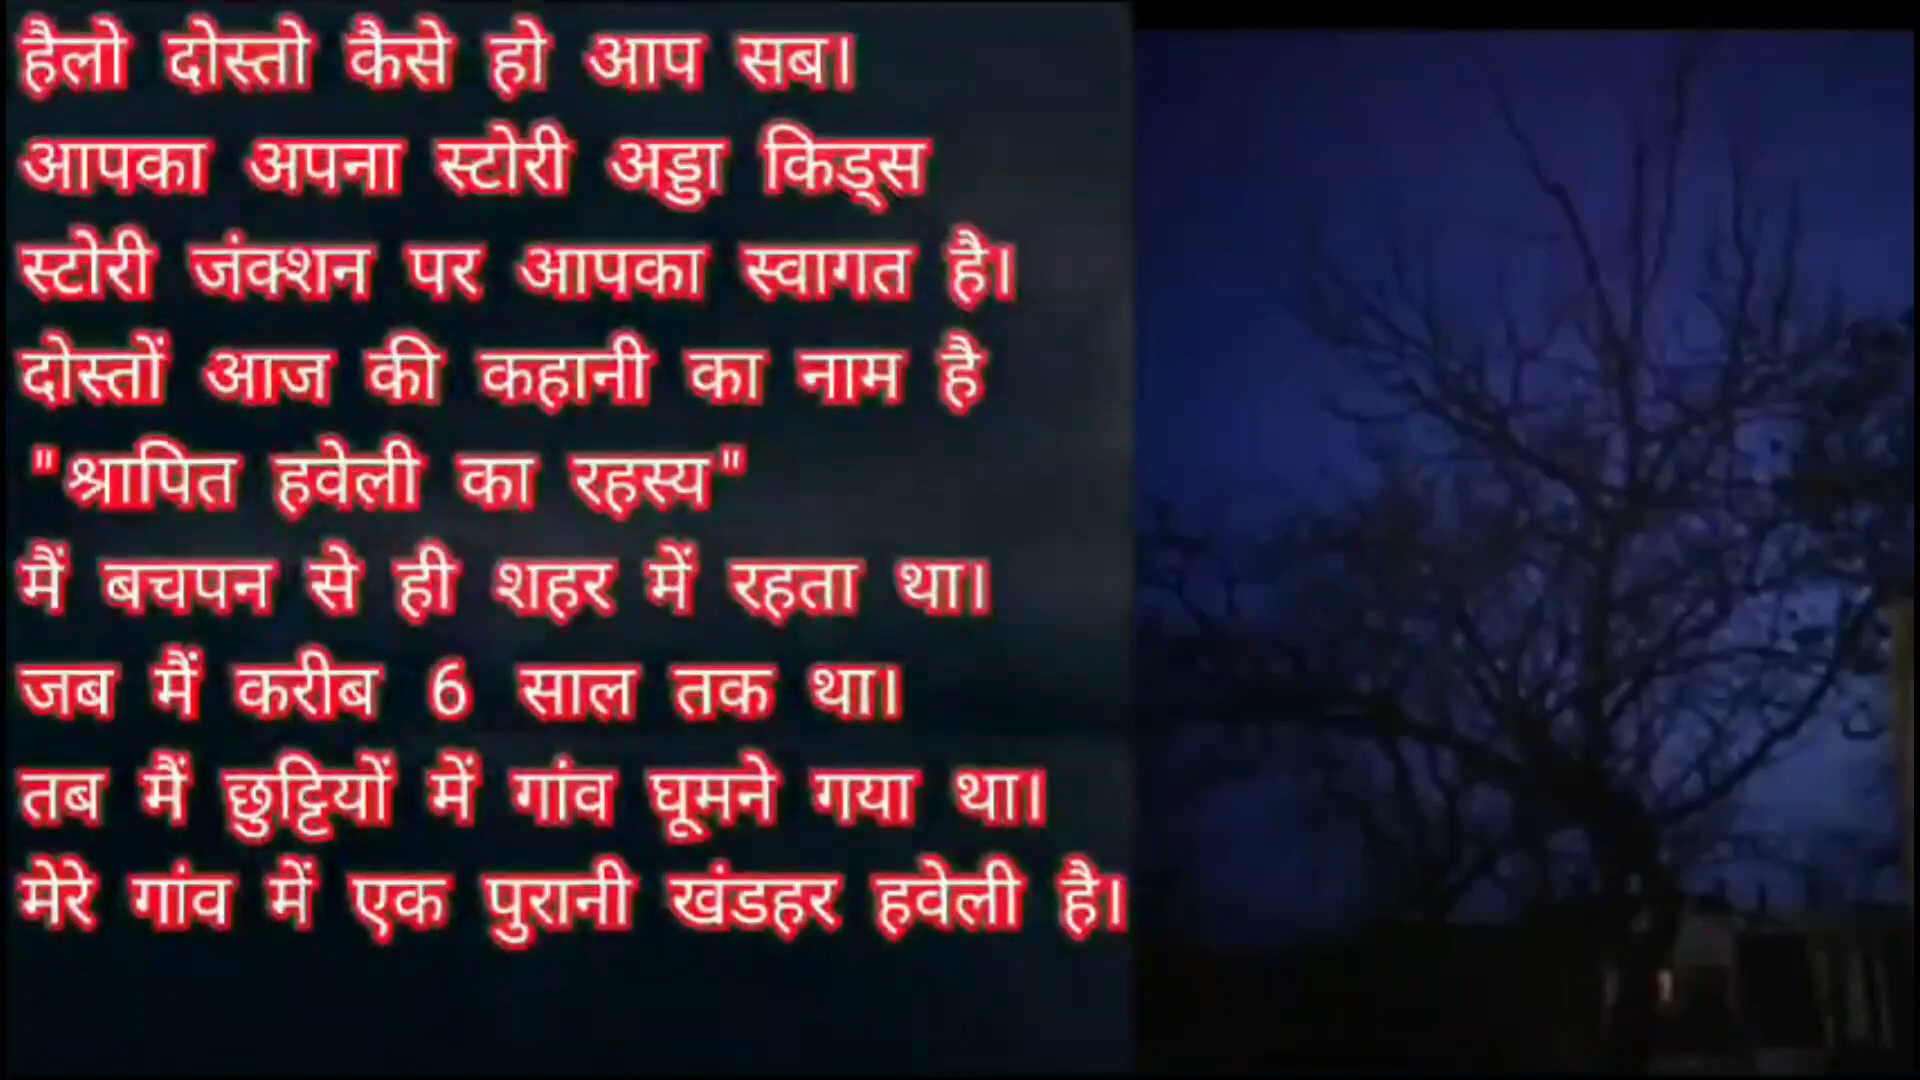 हैलो दोस्तो कैसे हो आप सब।
आपका अपना स्टोरी अड्डा किड्स
स्टोरी जंक्शन पर आपका स्वागत है।
दोस्तों आज की कहानी का नाम है
"श्रापित हवेली का रहस्य"
मैं बचपन से ही शहर में रहता था।
जब मैं करीब 6 साल तक था।
तब मैं छुट्टियों में गांव घूमने गया था।
मेरे गांव में एक पुरानी खंडहर हवेली है।